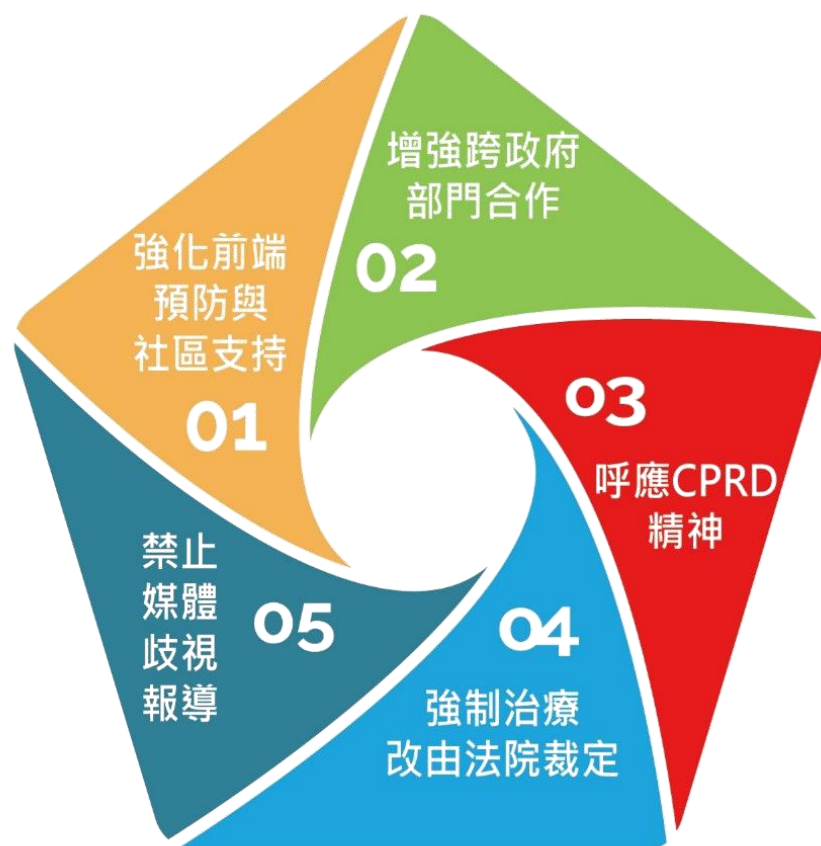 強化前端
預防與
社區支持
01
增強跨政府
部門合作
02
03
呼應CPRD
精神
04
強制治療
改由法院裁定
禁止
媒體
歧視
報導
05